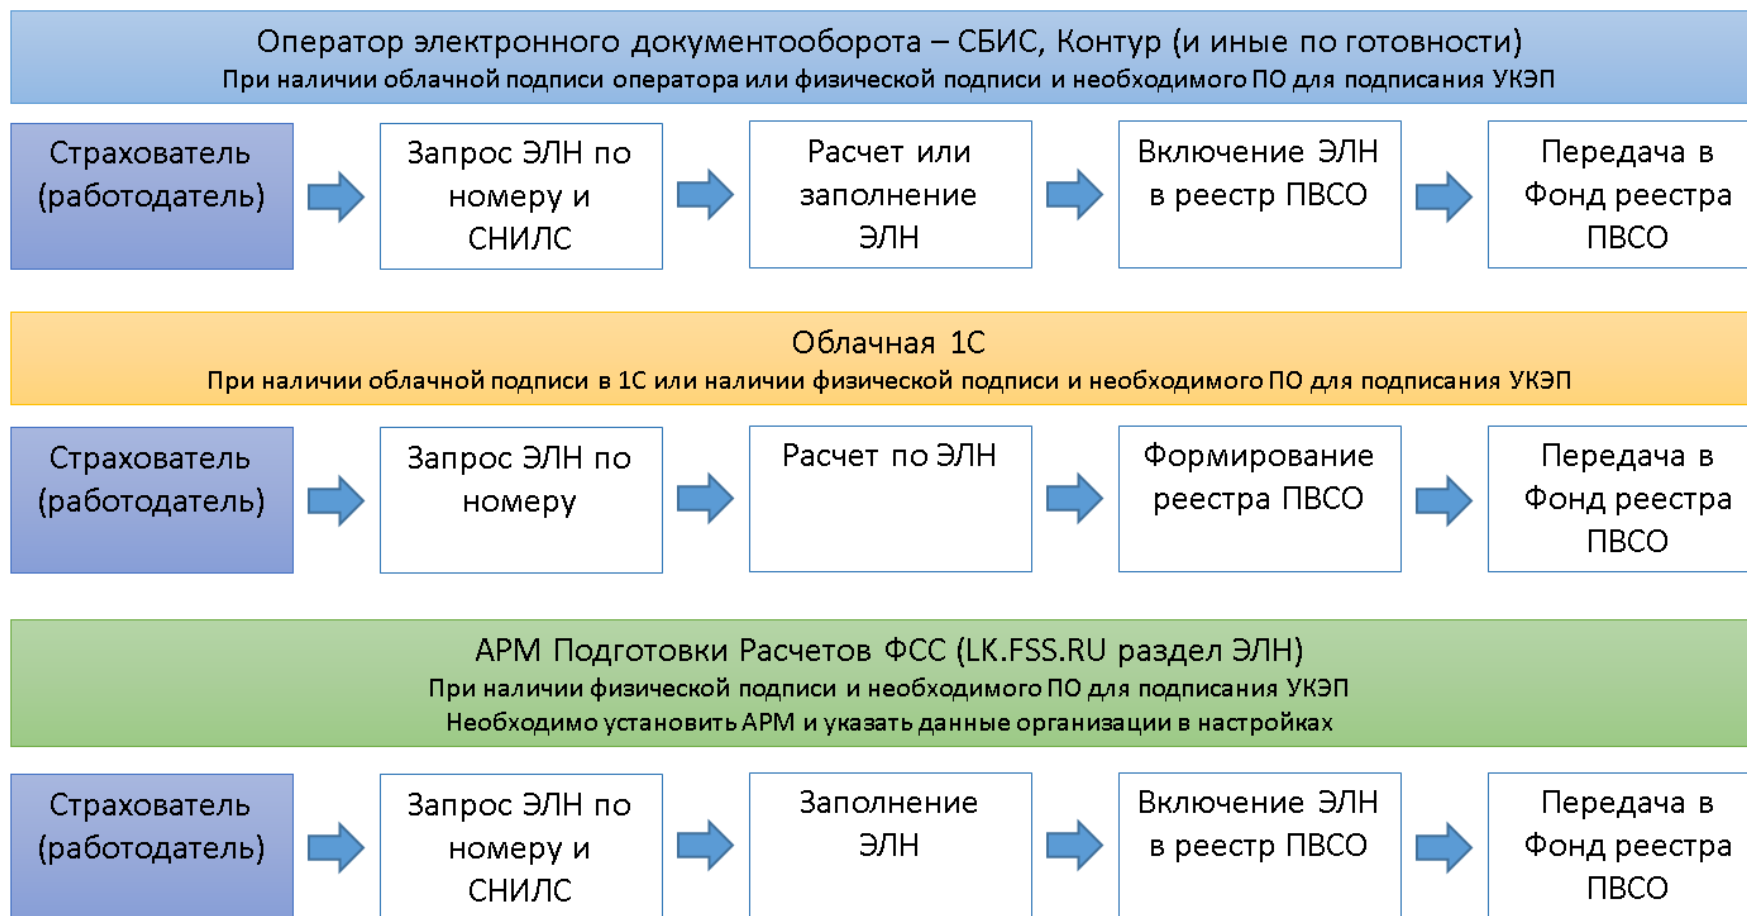 Оператор электронного документооборота – СБИС, Контур (и иные по готовности)
При наличии облачной подписи оператора или физической подписи и необходимого ПО для подписания УКЭП
Страхователь
(работодатель)
Запрос ЭЛН по
номеру и
СНИЛС
Расчет или
заполнение
ЭЛН
Включение ЭЛН
в реестр ПВСО
Передача в
Фонд реестра
ПВСО
Облачная 1С
При наличии облачной подписи в 1С или наличии физической подписи и необходимого ПО для подписания УКЭП
Страхователь
(работодатель)
Запрос ЭЛН по
номеру
Расчет по ЭЛН
Формирование
реестра ПВСО
Передача в
Фонд реестра
ПВСО
АРМ Подготовки Расчетов ФСС (LK.FSS.RU раздел ЭЛН)
При наличии физической подписи и необходимого ПО для подписания УКЭП
Необходимо установить АРМ и указать данные организации в настройках
Страхователь
(работодатель)
Запрос ЭЛН по
номеру и
СНИЛС
Заполнение
ЭЛН
Включение ЭЛН
в реестр ПВСО
Передача в
Фонд реестра
ПВСО